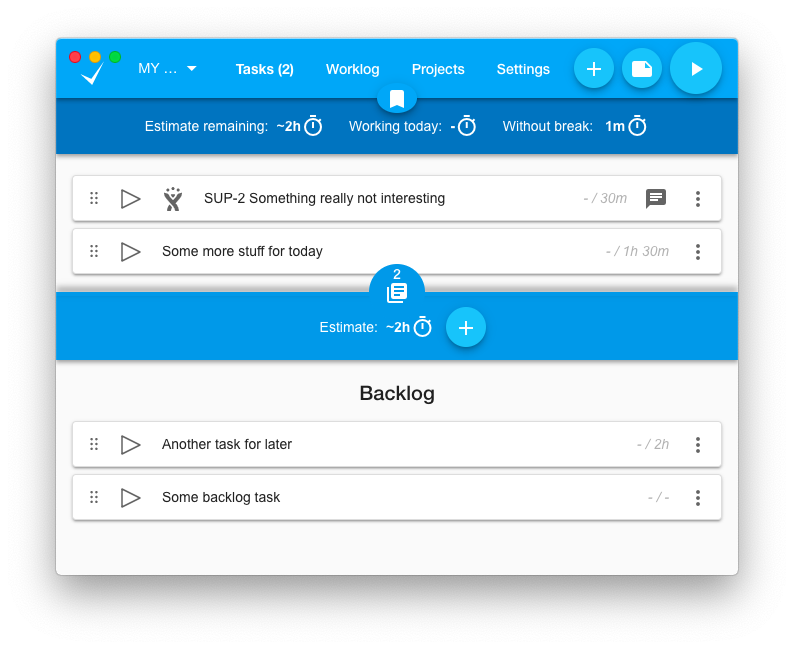 MY ... Tasks (2) Worklog Projects Settings
Estimate remaining: ~2h Working today: - Without break: 1m
SUP-2 Something really not interesting - / 30m
Some more stuff for today - / 1h 30m
2
Estimate: ~2h
Backlog
Another task for later - / 2h
Some backlog task - / -